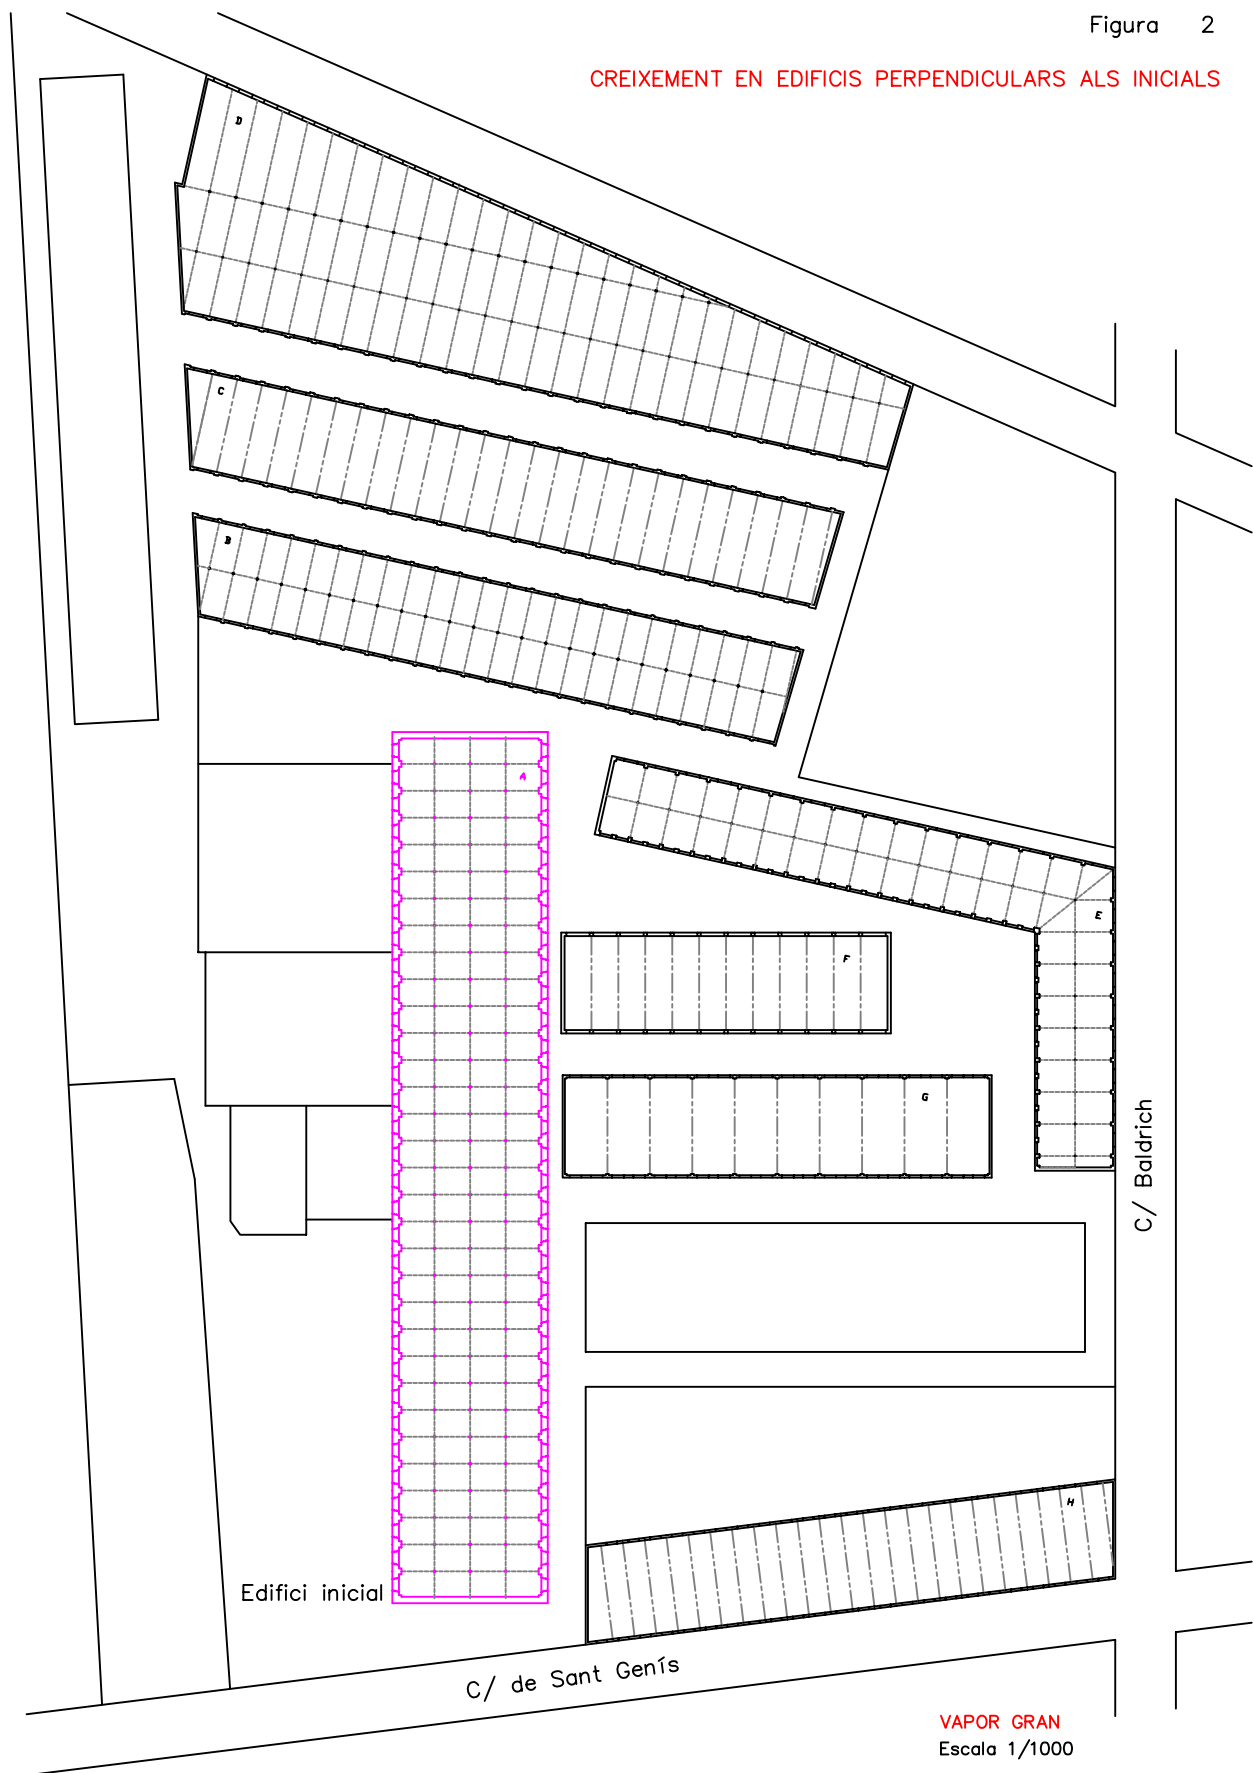 Figura 2
CREIXEMENT EN EDIFICIS PERPENDICULARS ALS INICIALS
D
C
B
A
E
F
G
C/ Baldrich
H
Edifici inicial
C/ de Sant Genís
VAPOR GRAN
Escala 1/1000